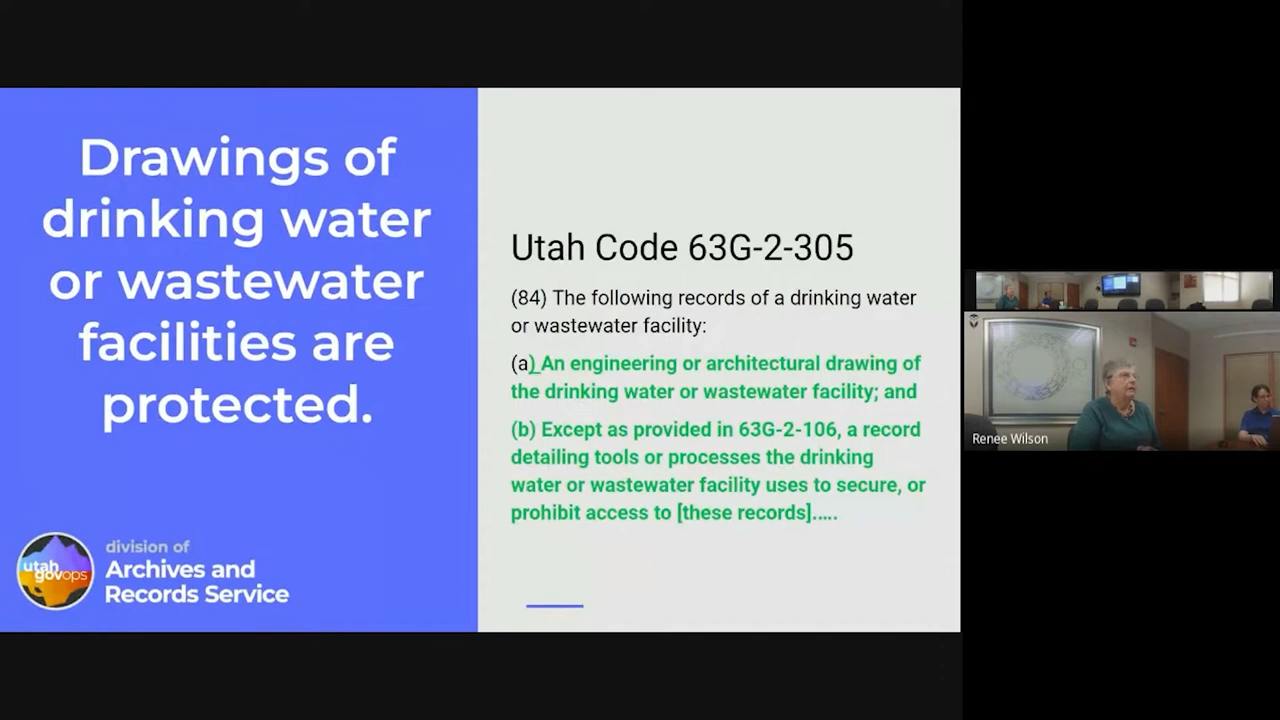 Drawings of
drinking water
or wastewater
facilities are
protected.
utah
govops
division of
Archives and
Records Service
Utah Code 63G-2-305
(84) The following records of a drinking water
or wastewater facility:
(a) An engineering or architectural drawing of
the drinking water or wastewater facility; and
(b) Except as provided in 63G-2-106, a record
detailing tools or processes the drinking
water or wastewater facility uses to secure, or
prohibit access to [these records].....
Renee Wilson